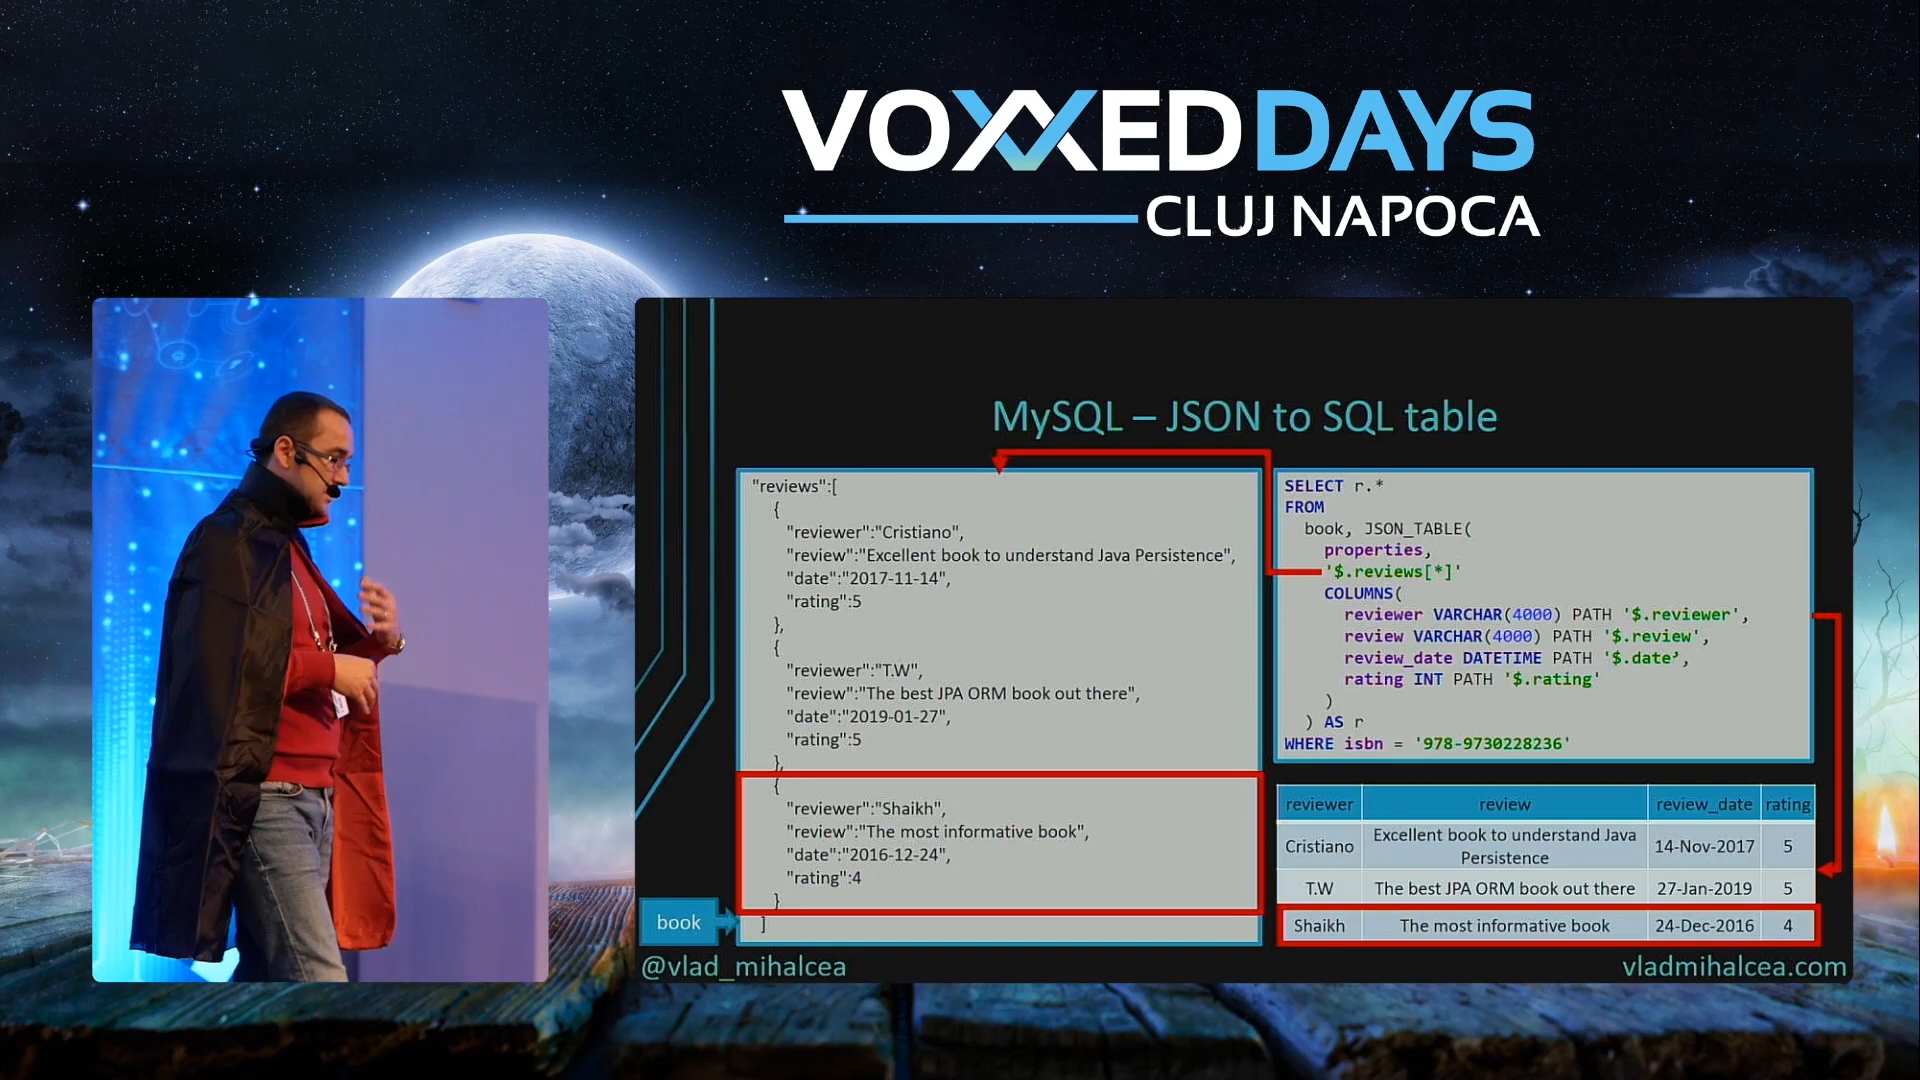 VOXXEDDAYS
CLUJ NAPOCA
MySQL – JSON to SQL table
"reviews":[
{
"reviewer":"Cristiano",
"review":"Excellent book to understand Java Persistence",
"date":"2017-11-14",
"rating":5
},
{
"reviewer":"T.W",
"review":"The best JPA ORM book out there",
"date":"2019-01-27",
"rating":5
},
{
"reviewer":"Shaikh",
"review":"The most informative book",
"date":"2016-12-24",
"rating":4
}
]
book
SELECT r.*
FROM
book, JSON_TABLE(
properties,
'$.reviews[*]'
COLUMNS(
reviewer VARCHAR(4000) PATH '$.reviewer',
review VARCHAR(4000) PATH '$.review',
review_date DATETIME PATH '$.date',
rating INT PATH '$.rating'
)
) AS r
WHERE isbn = '978-9730228236'
reviewer review review_date rating
Cristiano Excellent book to understand Java Persistence 14-Nov-2017 5
T.W The best JPA ORM book out there 27-Jan-2019 5
Shaikh The most informative book 24-Dec-2016 4
@vlad_mihalcea
vladmihalcea.com